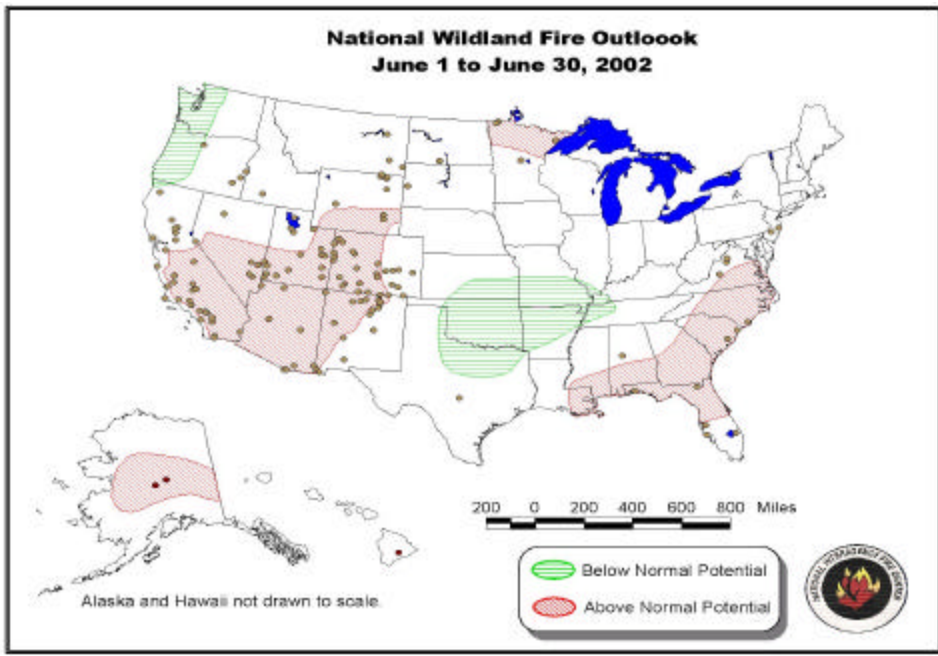 National Wildland Fire Outloook
June 1 to June 30, 2002
200 0 200 400 600 800 Miles
Below Normal Potential
Above Normal Potential
Alaska and Hawaii not drawn to scale.